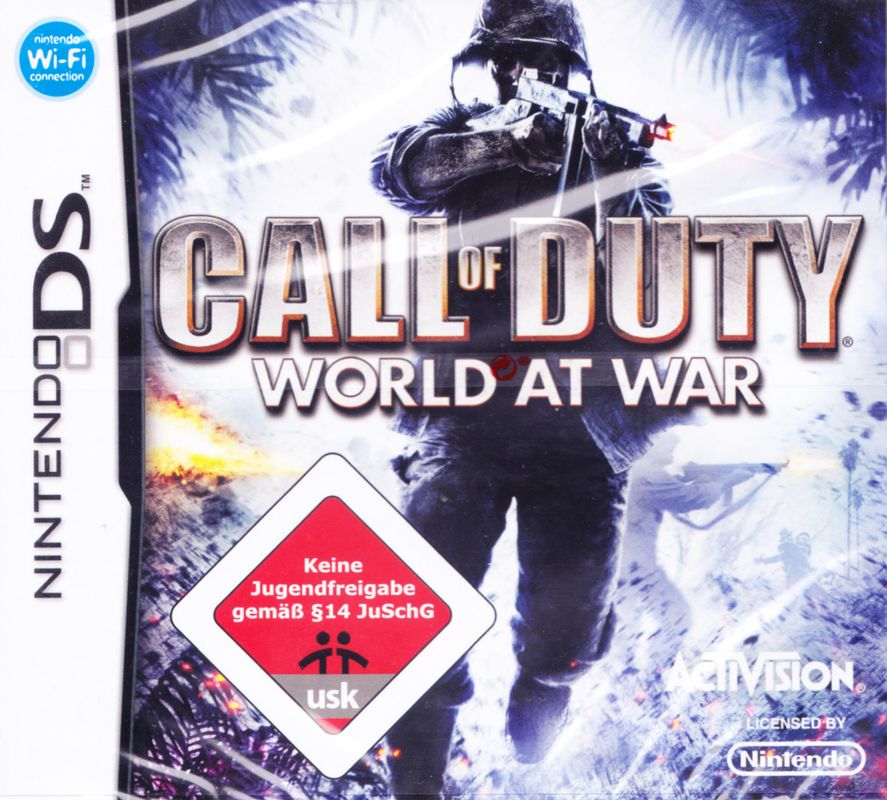 nintendo
Wi-Fi
connection
NINTENDO DS™
CALL OF DUTY®
WORLD AT WAR
Keine
Jugendfreigabe
gemäß §14 JuSchG
usk
ACTIVISION®
LICENSED BY
Nintendo